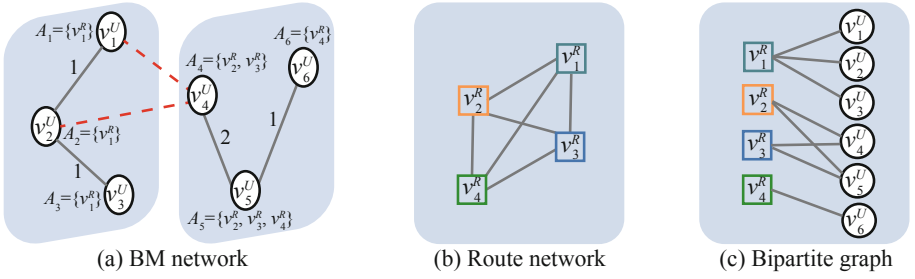 A₁={v₁ᴿ}
v₁ᵁ
1
v₂ᵁ
A₂={v₁ᴿ}
1
A₃={v₁ᴿ}
v₃ᵁ
A₆={v₄ᴿ}
A₄={v₂ᴿ, v₃ᴿ}
v₆ᵁ
v₄ᵁ
2
1
v₅ᵁ
A₅={v₂ᴿ, v₃ᴿ, v₄ᴿ}
(a) BM network
v₁ᴿ
v₂ᴿ
v₃ᴿ
v₄ᴿ
(b) Route network
v₁ᴿ
v₂ᴿ
v₃ᴿ
v₄ᴿ
v₁ᵁ
v₂ᵁ
v₃ᵁ
v₄ᵁ
v₅ᵁ
v₆ᵁ
(c) Bipartite graph